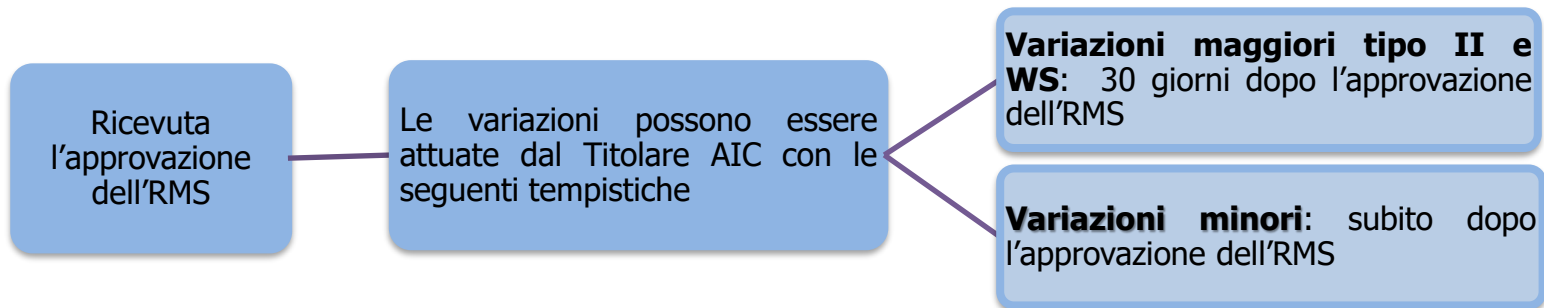 Ricevuta
l’approvazione
dell’RMS
Le variazioni possono essere
attuate dal Titolare AIC con le
seguenti tempistiche
Variazioni maggiori tipo II e
WS: 30 giorni dopo l’approvazione
dell’RMS
Variazioni minori: subito dopo
l’approvazione dell’RMS